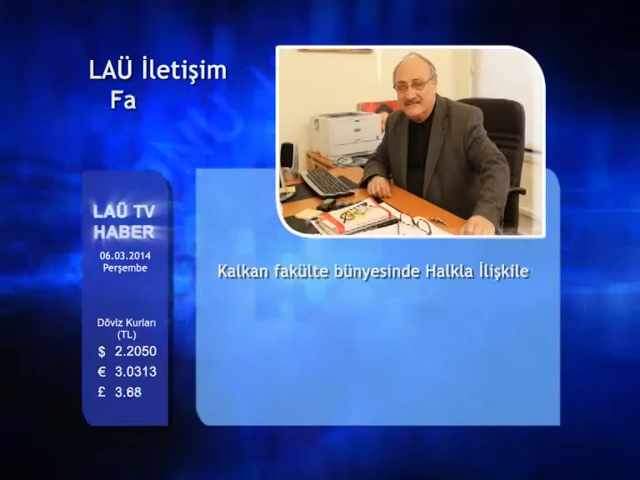 LAÜ İletişim
Fa
LAÜ TV
HABER
06.03.2014
Perşembe
Döviz Kurları
(TL)
$ 2.2050
€ 3.0313
£ 3.68
Kalkan fakülte bünyesinde Halkla İlişkile